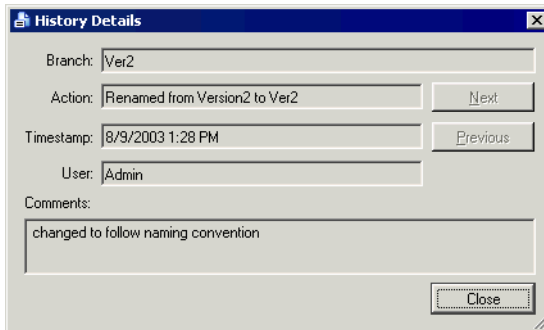 History Details
Branch: Ver2
Action: Renamed from Version2 to Ver2
Next
Timestamp: 8/9/2003 1:28 PM
Previous
User: Admin
Comments:
changed to follow naming convention
Close